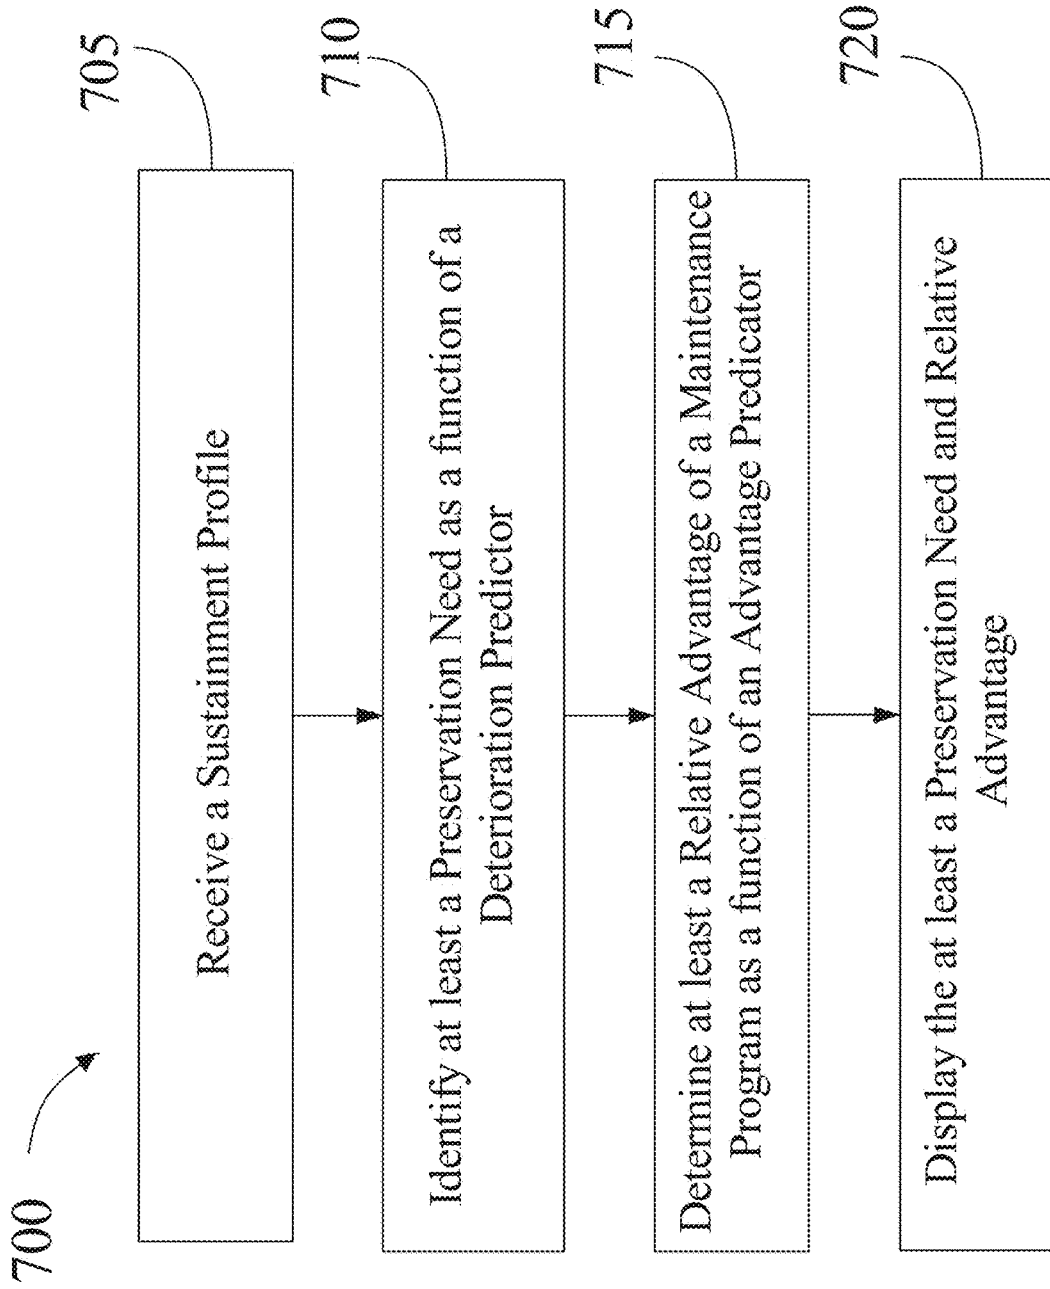 700
705
Receive a Sustainment Profile
710
Identify at least a Preservation Need as a function of a
Deterioration Predictor
715
Determine at least a Relative Advantage of a Maintenance
Program as a function of an Advantage Predicator
720
Display the at least a Preservation Need and Relative
Advantage